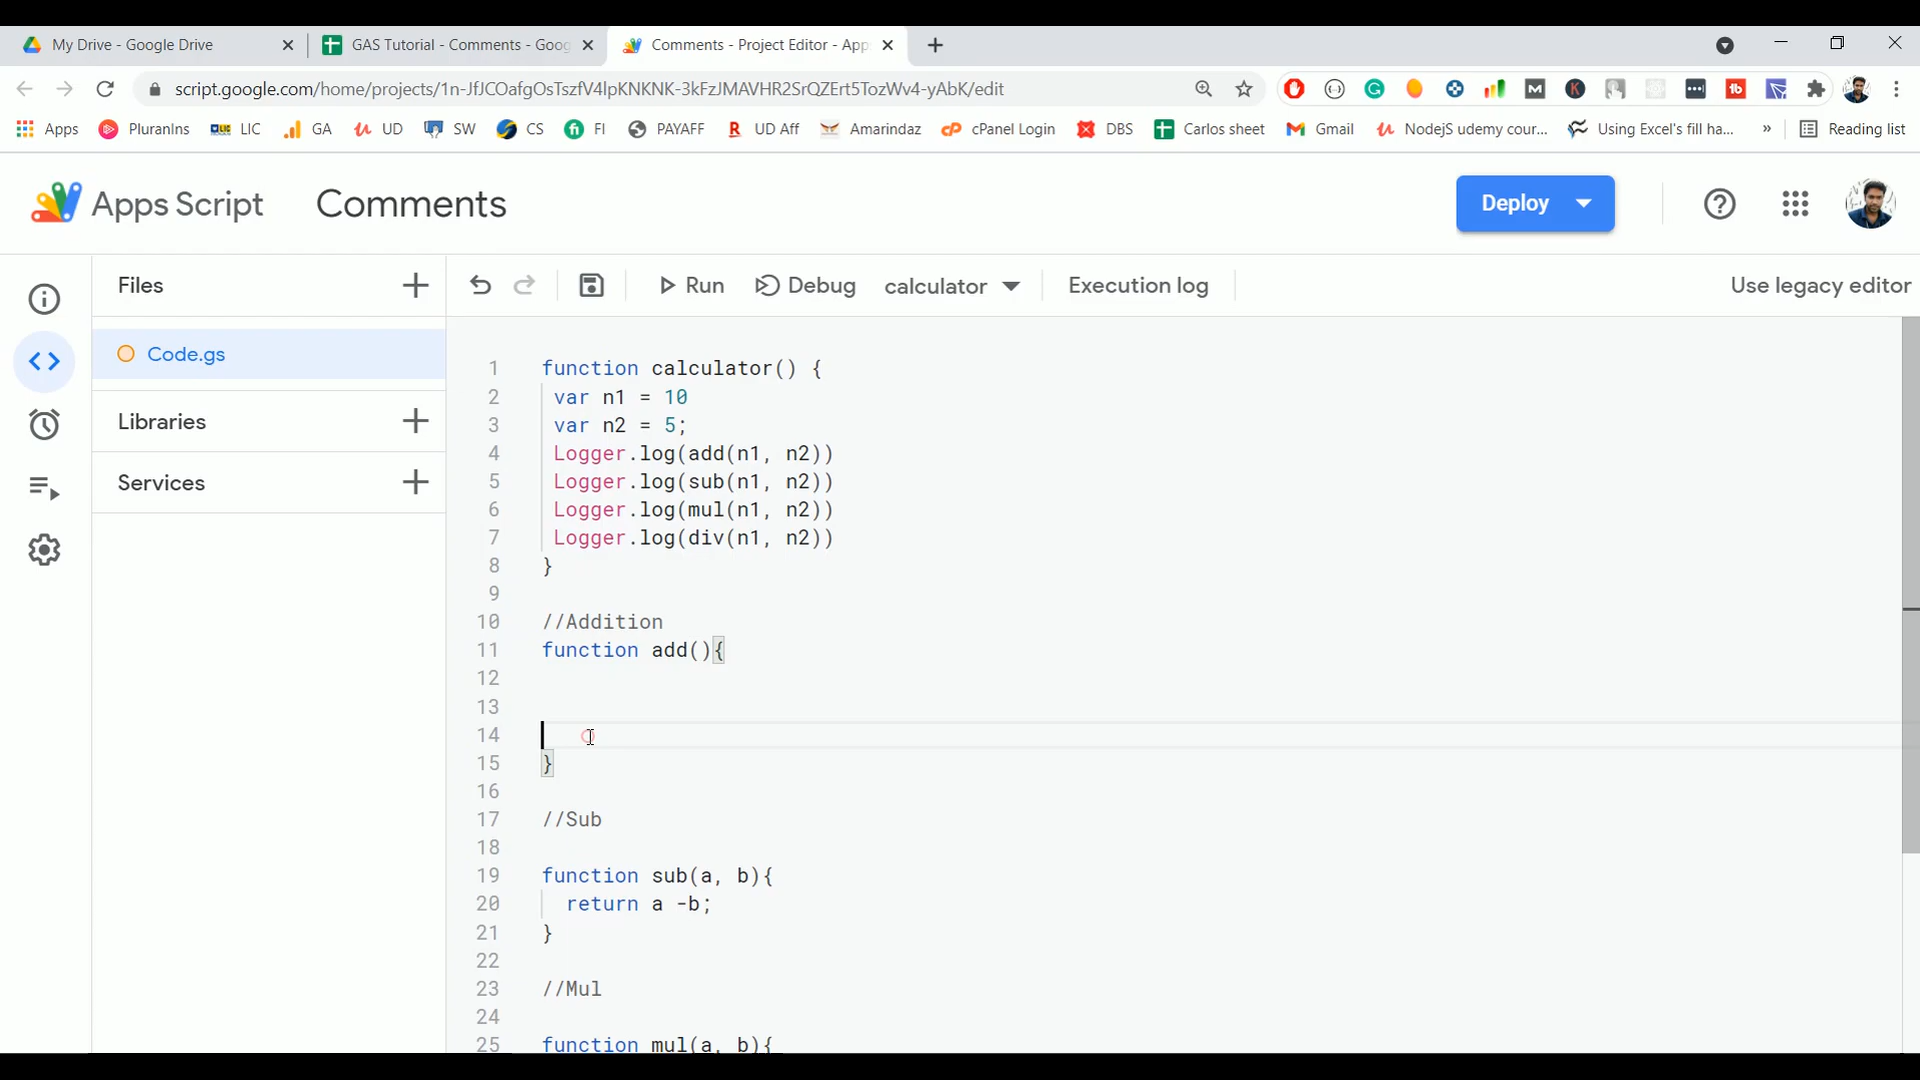 My Drive - Google Drive
GAS Tutorial - Comments - Goog
Comments - Project Editor - App
script.google.com/home/projects/1n-JfJCOafgOsTszfV4lpKNKNK-3kFzJMAVHR2SrQZErt5TozWv4-yAbK/edit
Apps PluranIns LIC GA UD SW CS FI PAYAFF UD Aff Amarindaz cPanel Login DBS Carlos sheet Gmail NodejS udemy cour... Using Excel's fill ha... » Reading list
Apps Script Comments Deploy
Files Run Debug calculator Execution log Use legacy editor
Code.gs
Libraries
Services
1 function calculator() {
2 var n1 = 10
3 var n2 = 5;
4 Logger.log(add(n1, n2))
5 Logger.log(sub(n1, n2))
6 Logger.log(mul(n1, n2))
7 Logger.log(div(n1, n2))
8 }
9
10 //Addition
11 function add(){
12
13
14
15 }
16
17 //Sub
18
19 function sub(a, b){
20 return a -b;
21 }
22
23 //Mul
24
25 function mul(a, b){